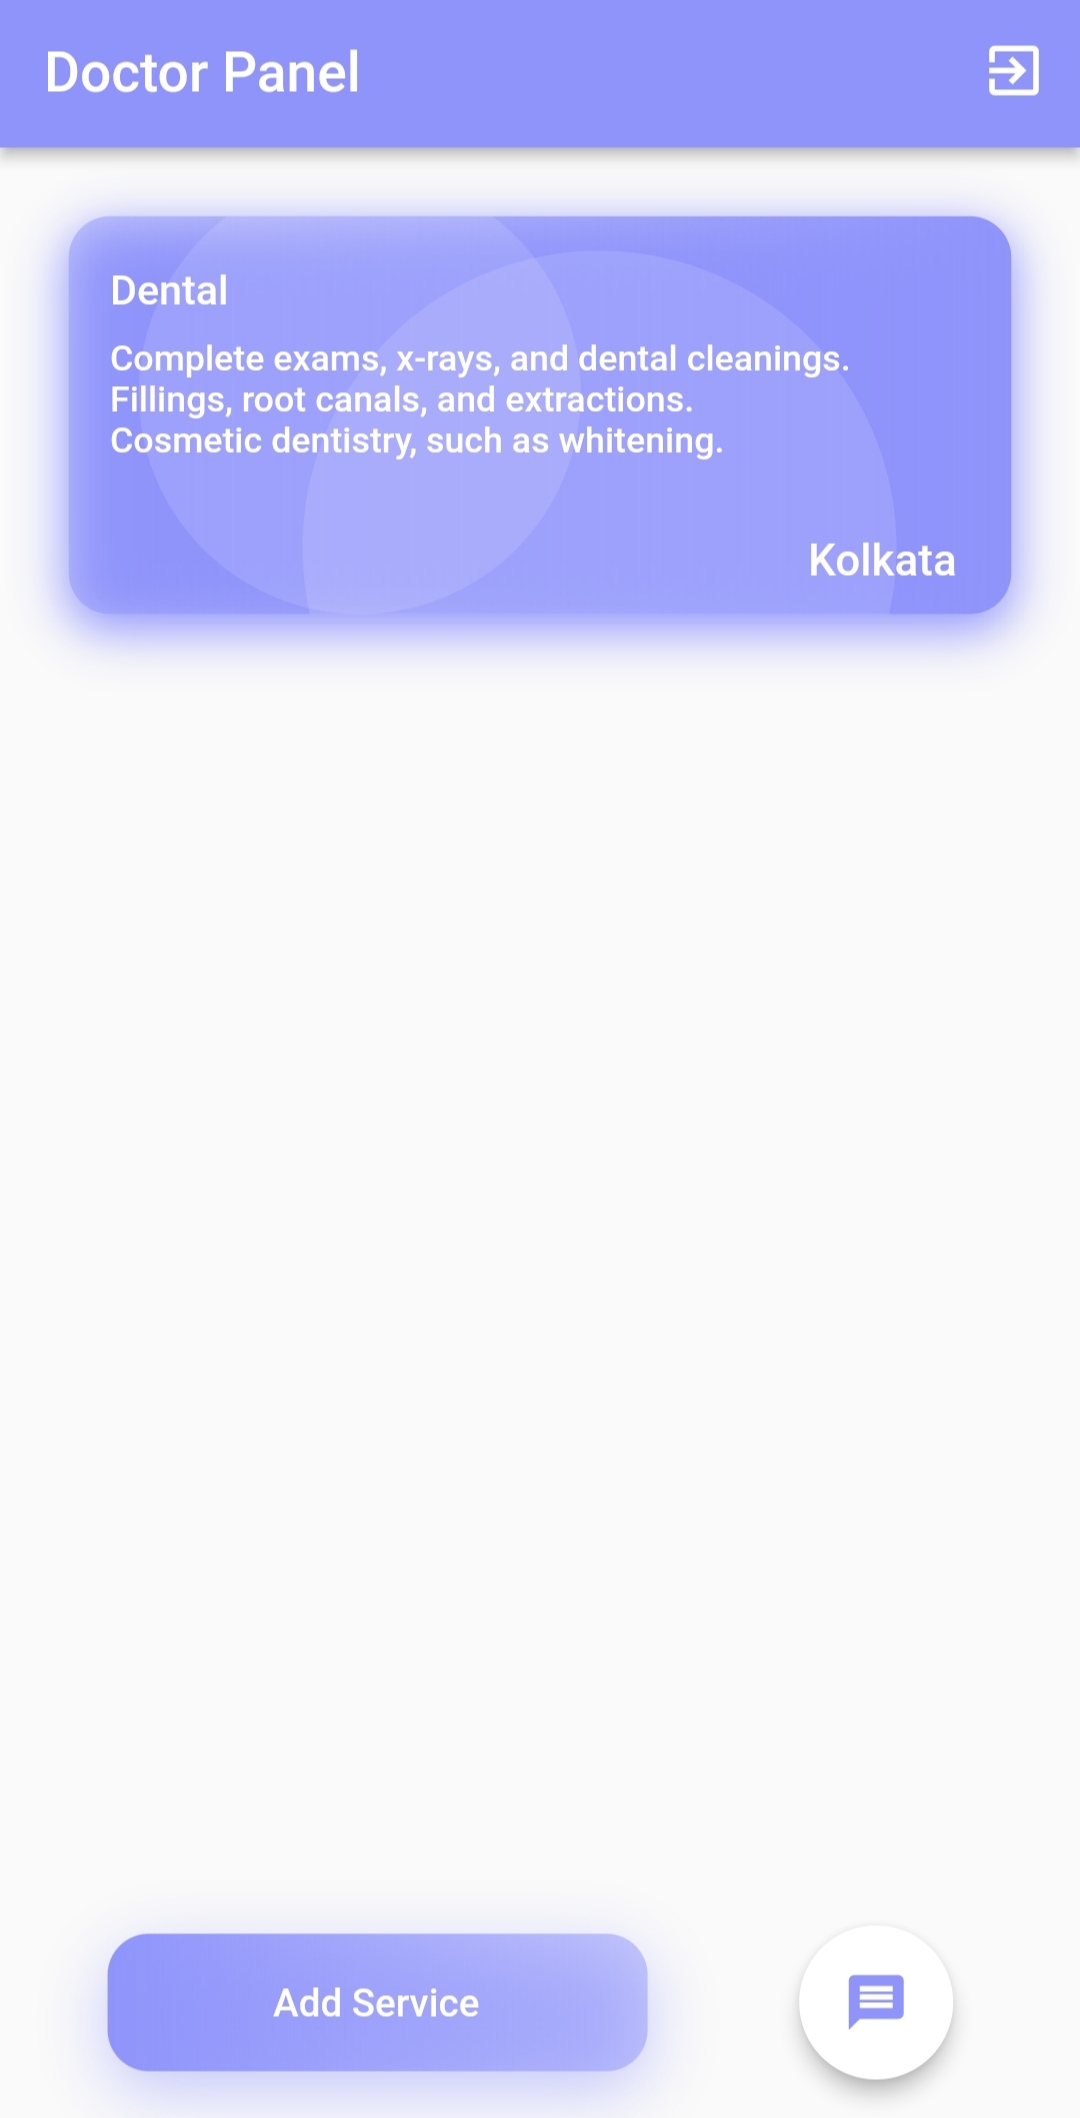 Doctor Panel
Dental
Complete exams, x-rays, and dental cleanings.
Fillings, root canals, and extractions.
Cosmetic dentistry, such as whitening.
Kolkata
Add Service